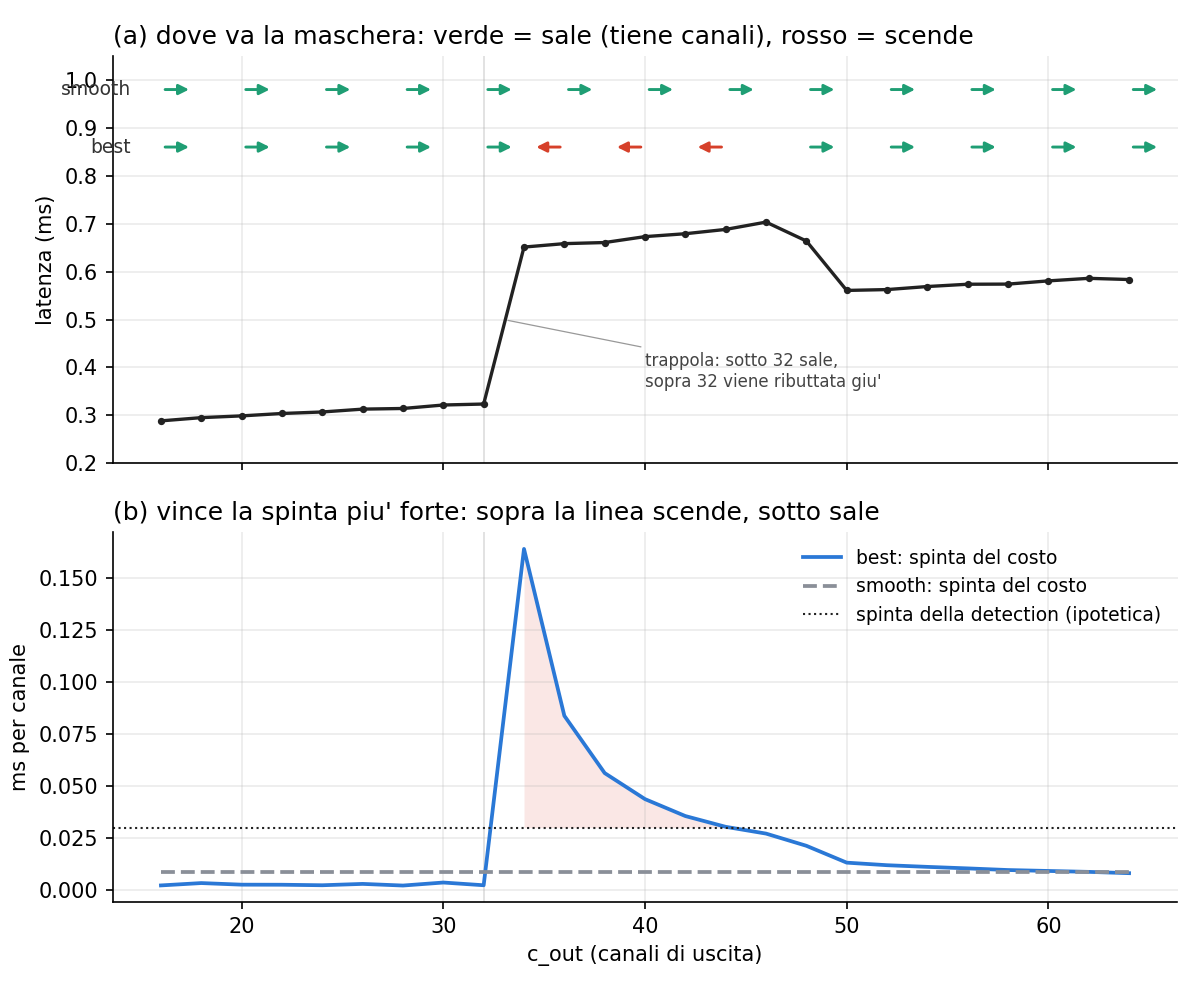 (a) dove va la maschera: verde = sale (tiene canali), rosso = scende
1.0
smooth
0.9
best
0.8
0.7
0.6
0.5
0.4
0.3
0.2
latenza (ms)
trappola: sotto 32 sale,
sopra 32 viene ributtata giu'
(b) vince la spinta piu' forte: sopra la linea scende, sotto sale
best: spinta del costo
smooth: spinta del costo
spinta della detection (ipotetica)
0.150
0.125
0.100
0.075
0.050
0.025
0.000
ms per canale
20 30 40 50 60
c_out (canali di uscita)